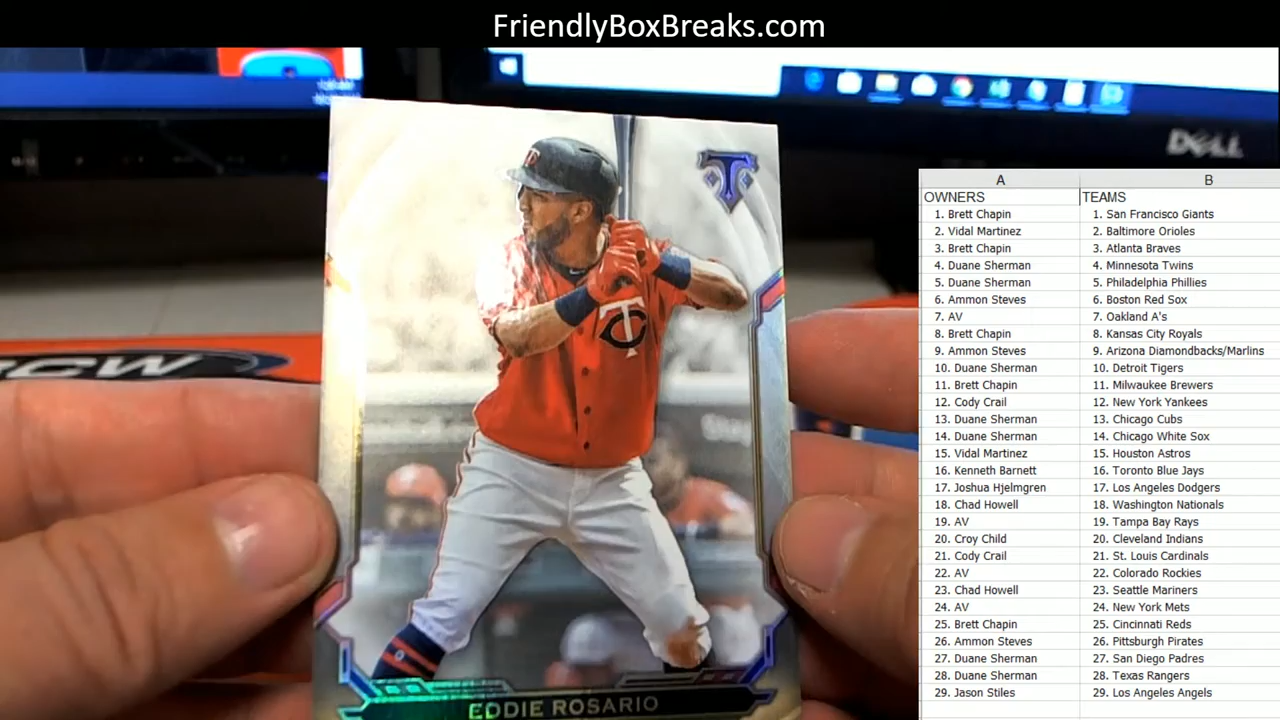 FriendlyBoxBreaks.com
DELL
A B
OWNERS TEAMS
1. Brett Chapin 1. San Francisco Giants
2. Vidal Martinez 2. Baltimore Orioles
3. Brett Chapin 3. Atlanta Braves
4. Duane Sherman 4. Minnesota Twins
5. Duane Sherman 5. Philadelphia Phillies
6. Ammon Steves 6. Boston Red Sox
7. AV 7. Oakland A's
8. Brett Chapin 8. Kansas City Royals
9. Ammon Steves 9. Arizona Diamondbacks/Marlins
10. Duane Sherman 10. Detroit Tigers
11. Brett Chapin 11. Milwaukee Brewers
12. Cody Crail 12. New York Yankees
13. Duane Sherman 13. Chicago Cubs
14. Duane Sherman 14. Chicago White Sox
15. Vidal Martinez 15. Houston Astros
16. Kenneth Barnett 16. Toronto Blue Jays
17. Joshua Hjelmgren 17. Los Angeles Dodgers
18. Chad Howell 18. Washington Nationals
19. AV 19. Tampa Bay Rays
20. Croy Child 20. Cleveland Indians
21. Cody Crail 21. St. Louis Cardinals
22. AV 22. Colorado Rockies
23. Chad Howell 23. Seattle Mariners
24. AV 24. New York Mets
25. Brett Chapin 25. Cincinnati Reds
26. Ammon Steves 26. Pittsburgh Pirates
27. Duane Sherman 27. San Diego Padres
28. Duane Sherman 28. Texas Rangers
29. Jason Stiles 29. Los Angeles Angels
T
TC
EDDIE ROSARIO